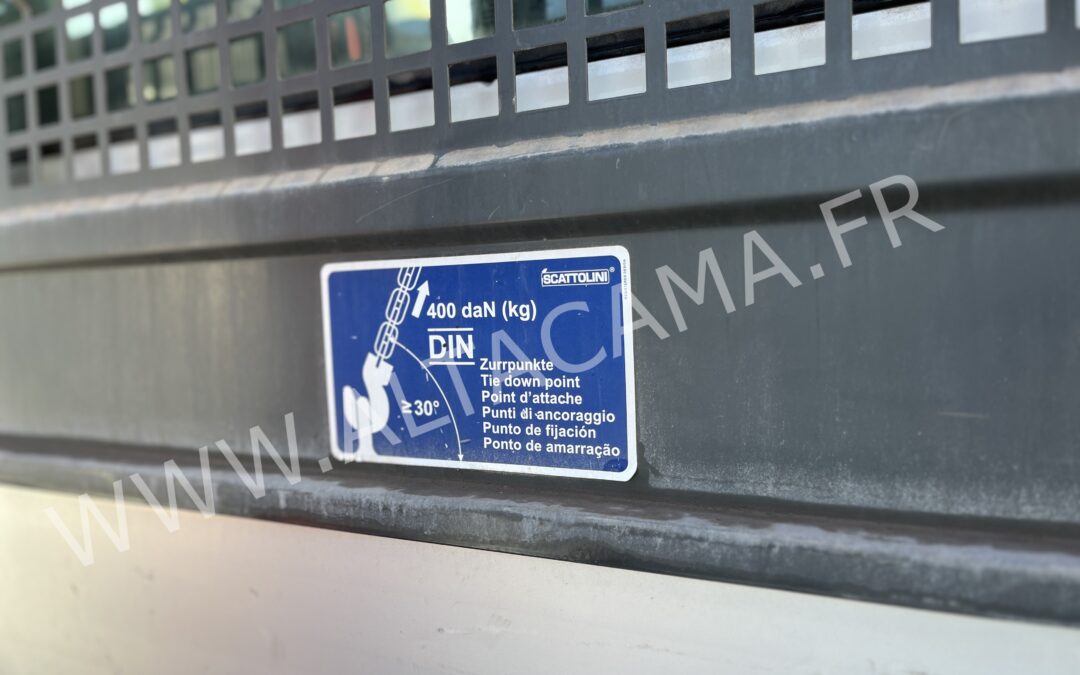 SCATTOLINI®
400 daN (kg)
DIN
≥30°
Zurrpunkte
Tie down point
Point d'attache
Punti di ancoraggio
Punto de fijación
Ponto de amarração
WWW.ALTACAMA.FR